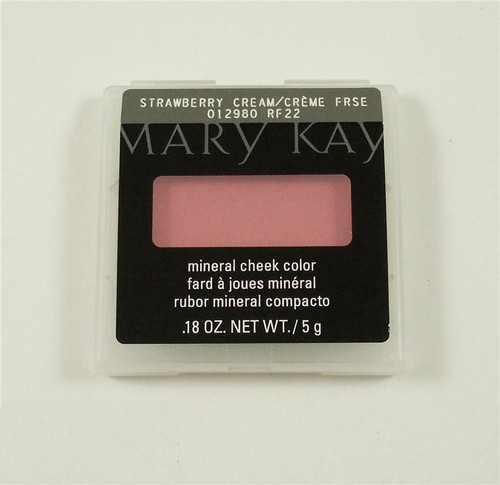 STRAWBERRY CREAM/CRÈME FRSE
012980 RF22
MARY KAY
mineral cheek color
fard à joues minéral
rubor mineral compacto
.18 OZ. NET WT. / 5 g